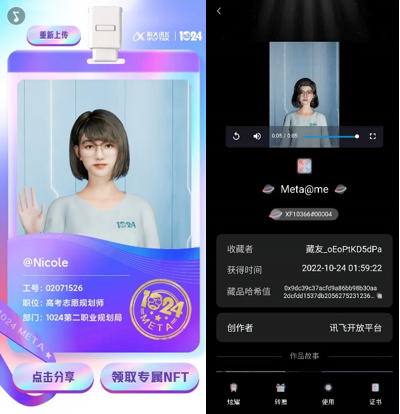 重新上传
科大讯飞
iFLYTEK
1024
1024
@Nicole
工号: 02071526
职位: 高考志愿规划师
部门: 1024第二职业规划局
1024
META
1024 META
点击分享
领取专属NFT
0:05 / 0:05
Meta@me
XF10366#00004
收藏者
藏友_oEoPtKD5dPa
获得时间
2022-10-24 01:59:22
藏品哈希值
0x9dc39c37acfd9a86bb98b30aa
2dcfdd1537db2056275231236...
创作者
讯飞开放平台
作品故事
炫耀
转赠
使用
证书